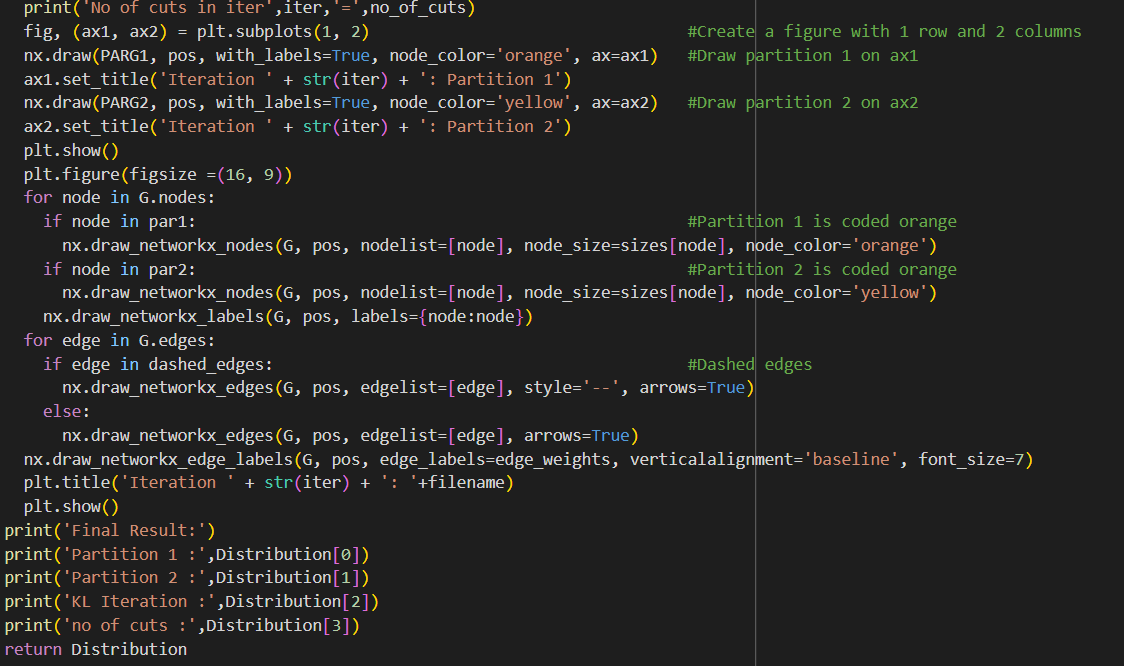 print('No of cuts in iter',iter,'=',no_of_cuts)
fig, (ax1, ax2) = plt.subplots(1, 2) #Create a figure with 1 row and 2 columns
nx.draw(PARG1, pos, with_labels=True, node_color='orange', ax=ax1) #Draw partition 1 on ax1
ax1.set_title('Iteration ' + str(iter) + ': Partition 1')
nx.draw(PARG2, pos, with_labels=True, node_color='yellow', ax=ax2) #Draw partition 2 on ax2
ax2.set_title('Iteration ' + str(iter) + ': Partition 2')
plt.show()
plt.figure(figsize =(16, 9))
for node in G.nodes:
if node in par1: #Partition 1 is coded orange
nx.draw_networkx_nodes(G, pos, nodelist=[node], node_size=sizes[node], node_color='orange')
if node in par2: #Partition 2 is coded orange
nx.draw_networkx_nodes(G, pos, nodelist=[node], node_size=sizes[node], node_color='yellow')
nx.draw_networkx_labels(G, pos, labels={node:node})
for edge in G.edges:
if edge in dashed_edges: #Dashed edges
nx.draw_networkx_edges(G, pos, edgelist=[edge], style='--', arrows=True)
else:
nx.draw_networkx_edges(G, pos, edgelist=[edge], arrows=True)
nx.draw_networkx_edge_labels(G, pos, edge_labels=edge_weights, verticalalignment='baseline', font_size=7)
plt.title('Iteration ' + str(iter) + ': '+filename)
plt.show()
print('Final Result:')
print('Partition 1 :',Distribution[0])
print('Partition 2 :',Distribution[1])
print('KL Iteration :',Distribution[2])
print('no of cuts :',Distribution[3])
return Distribution